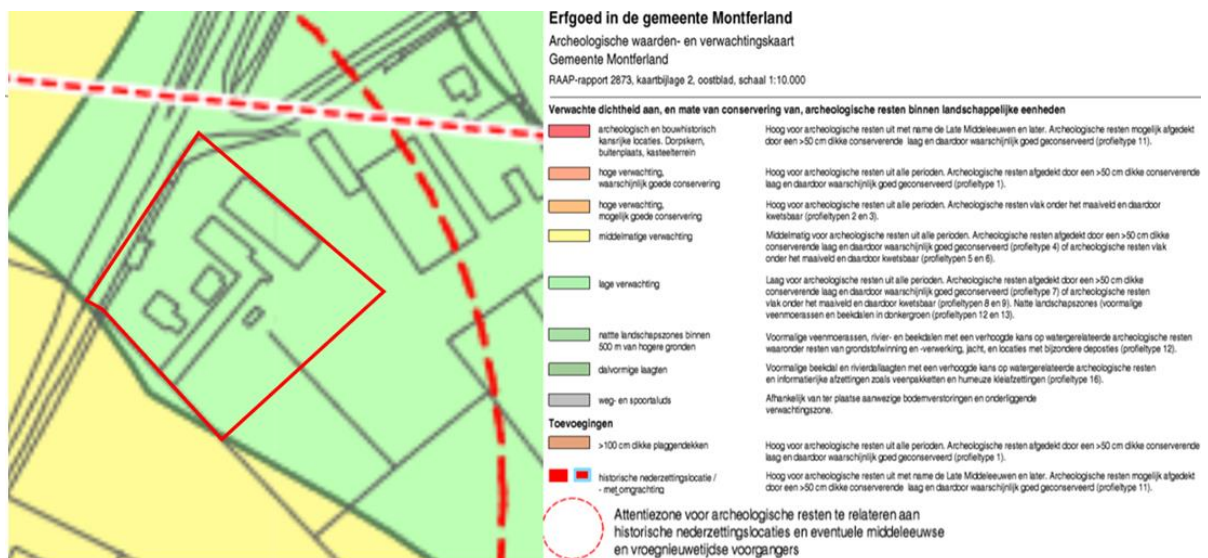 Erfgoed in de gemeente Montferland
Archeologische waarden- en verwachtingskaart
Gemeente Montferland
RAAP-rapport 2873, kaartbijlage 2, oostblad, schaal 1:10.000
Verwachte dichtheid aan, en mate van conservering van, archeologische resten binnen landschappelijke eenheden
archeologisch en bouwhistorisch
kansrijke locaties. Dorpskern,
buitenplaats, kasteelterrein
Hoog voor archeologische resten uit met name de Late Middeleeuwen en later. Archeologische resten mogelijk afgedekt
door een >50 cm dikke conserverende laag en daardoor waarschijnlijk goed geconserveerd (profieltype 11).
hoge verwachting,
waarschijnlijk goede conservering
Hoog voor archeologische resten uit alle perioden. Archeologische resten afgedekt door een >50 cm dikke conserverende
laag en daardoor waarschijnlijk goed geconserveerd (profieltype 1).
hoge verwachting,
mogelijk goede conservering
Hoog voor archeologische resten uit alle perioden. Archeologische resten vlak onder het maaiveld en daardoor
kwetsbaar (profieltypen 2 en 3).
middelmatige verwachting
Middelmatig voor archeologische resten uit alle perioden. Archeologische resten afgedekt door een >50 cm dikke
conserverende laag en daardoor waarschijnlijk goed geconserveerd (profieltype 4) of archeologische resten vlak
onder het maaiveld en daardoor kwetsbaar (profieltypen 5 en 6).
lage verwachting
Laag voor archeologische resten uit alle perioden. Archeologische resten afgedekt door een >50 cm dikke
conserverende laag en daardoor waarschijnlijk goed geconserveerd (profieltype 7) of archeologische resten
vlak onder het maaiveld en daardoor kwetsbaar (profieltypen 8 en 9). Natte landschapszones (voormalige
veenmoerassen en beekdalen in donkergroen (profieltypen 12 en 13).
natte landschapszones binnen
500 m van hogere gronden
Voormalige veenmoerassen, rivier- en beekdalen met een verhoogde kans op watergerelateerde archeologische resten
waaronder resten van grondstofwinning en -verwerking, jacht, en locaties met bijzondere deposties (profieltype 12).
dalvormige laagten
Voormalige beekdal en rivierdallaagten met een verhoogde kans op watergerelateerde archeologische resten
en informatierijke afzettingen zoals veenpakketten en humeuze kleiafzettingen (profieltype 16).
weg- en spoortaluds
Afhankelijk van ter plaatse aanwezige bodemverstoringen en onderliggende
verwachtingszone.
Toevoegingen
>100 cm dikke plaggendekken
Hoog voor archeologische resten uit alle perioden. Archeologische resten afgedekt door een >50 cm dikke conserverende
laag en daardoor waarschijnlijk goed geconserveerd (profieltype 1).
historische nederzettingslocatie /
- met omgrachting
Hoog voor archeologische resten uit met name de Late Middeleeuwen en later. Archeologische resten mogelijk afgedekt
door een >50 cm dikke conserverende laag en daardoor waarschijnlijk goed geconserveerd (profieltype 11).
Attentiezone voor archeologische resten te relateren aan
historische nederzettingslocaties en eventuele middeleeuwse
en vroegnieuwetijdse voorgangers